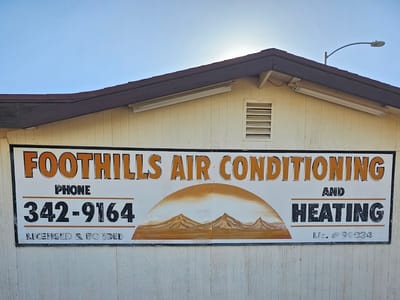 FOOTHILLS AIR CONDITIONING
PHONE
342-9164
LICENSED & BONDED
AND
HEATING